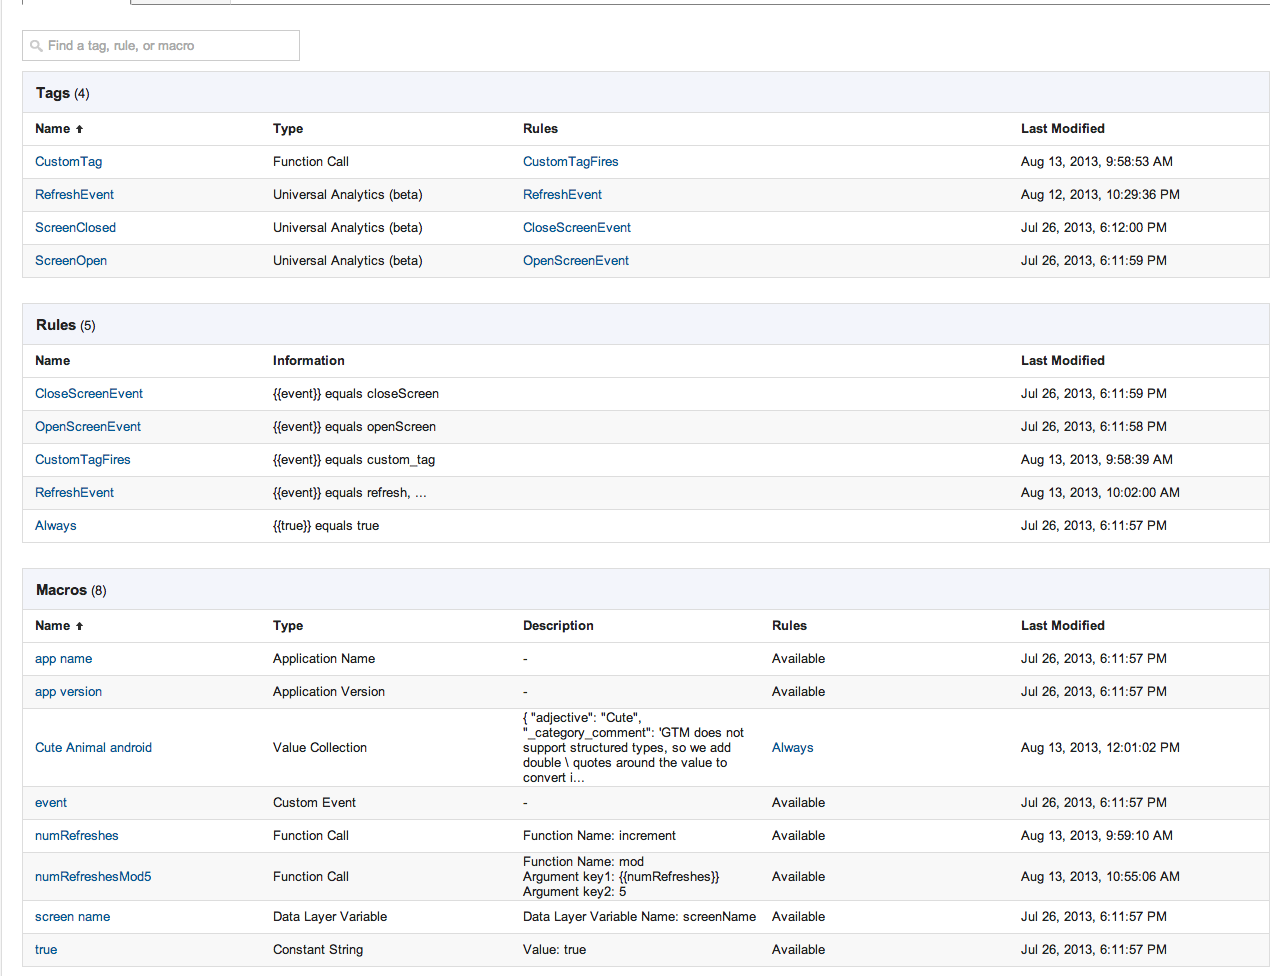 Find a tag, rule, or macro
Tags (4)
Name Type Rules Last Modified
CustomTag Function Call CustomTagFires Aug 13, 2013, 9:58:53 AM
RefreshEvent Universal Analytics (beta) RefreshEvent Aug 12, 2013, 10:29:36 PM
ScreenClosed Universal Analytics (beta) CloseScreenEvent Jul 26, 2013, 6:12:00 PM
ScreenOpen Universal Analytics (beta) OpenScreenEvent Jul 26, 2013, 6:11:59 PM
Rules (5)
Name Information Last Modified
CloseScreenEvent {{event}} equals closeScreen Jul 26, 2013, 6:11:59 PM
OpenScreenEvent {{event}} equals openScreen Jul 26, 2013, 6:11:58 PM
CustomTagFires {{event}} equals custom_tag Aug 13, 2013, 9:58:39 AM
RefreshEvent {{event}} equals refresh, ... Aug 13, 2013, 10:02:00 AM
Always {{true}} equals true Jul 26, 2013, 6:11:57 PM
Macros (8)
Name Type Description Rules Last Modified
app name Application Name - Available Jul 26, 2013, 6:11:57 PM
app version Application Version - Available Jul 26, 2013, 6:11:57 PM
{ "adjective": "Cute",
"_category_comment": 'GTM does not
support structured types, so we add
Cute Animal android Value Collection Always Aug 13, 2013, 12:01:02 PM
double \ quotes around the value to
convert i...
event Custom Event - Available Jul 26, 2013, 6:11:57 PM
numRefreshes Function Call Function Name: increment Available Aug 13, 2013, 9:59:10 AM
Function Name: mod
numRefreshesMod5 Function Call Argument key1: {{numRefreshes}} Available Aug 13, 2013, 10:55:06 AM
Argument key2: 5
screen name Data Layer Variable Data Layer Variable Name: screenName Available Jul 26, 2013, 6:11:57 PM
true Constant String Value: true Available Jul 26, 2013, 6:11:57 PM